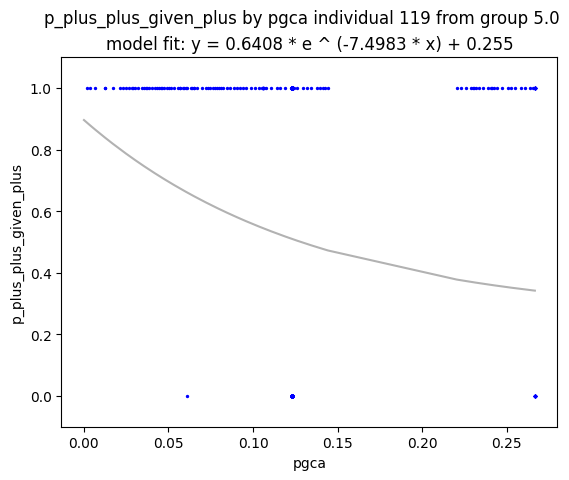 p_plus_plus_given_plus by pgca individual 119 from group 5.0
model fit: y = 0.6408 * e ^ (-7.4983 * x) + 0.255
1.0
0.8
0.6
0.4
0.2
0.0
p_plus_plus_given_plus
0.00 0.05 0.10 0.15 0.20 0.25
pgca